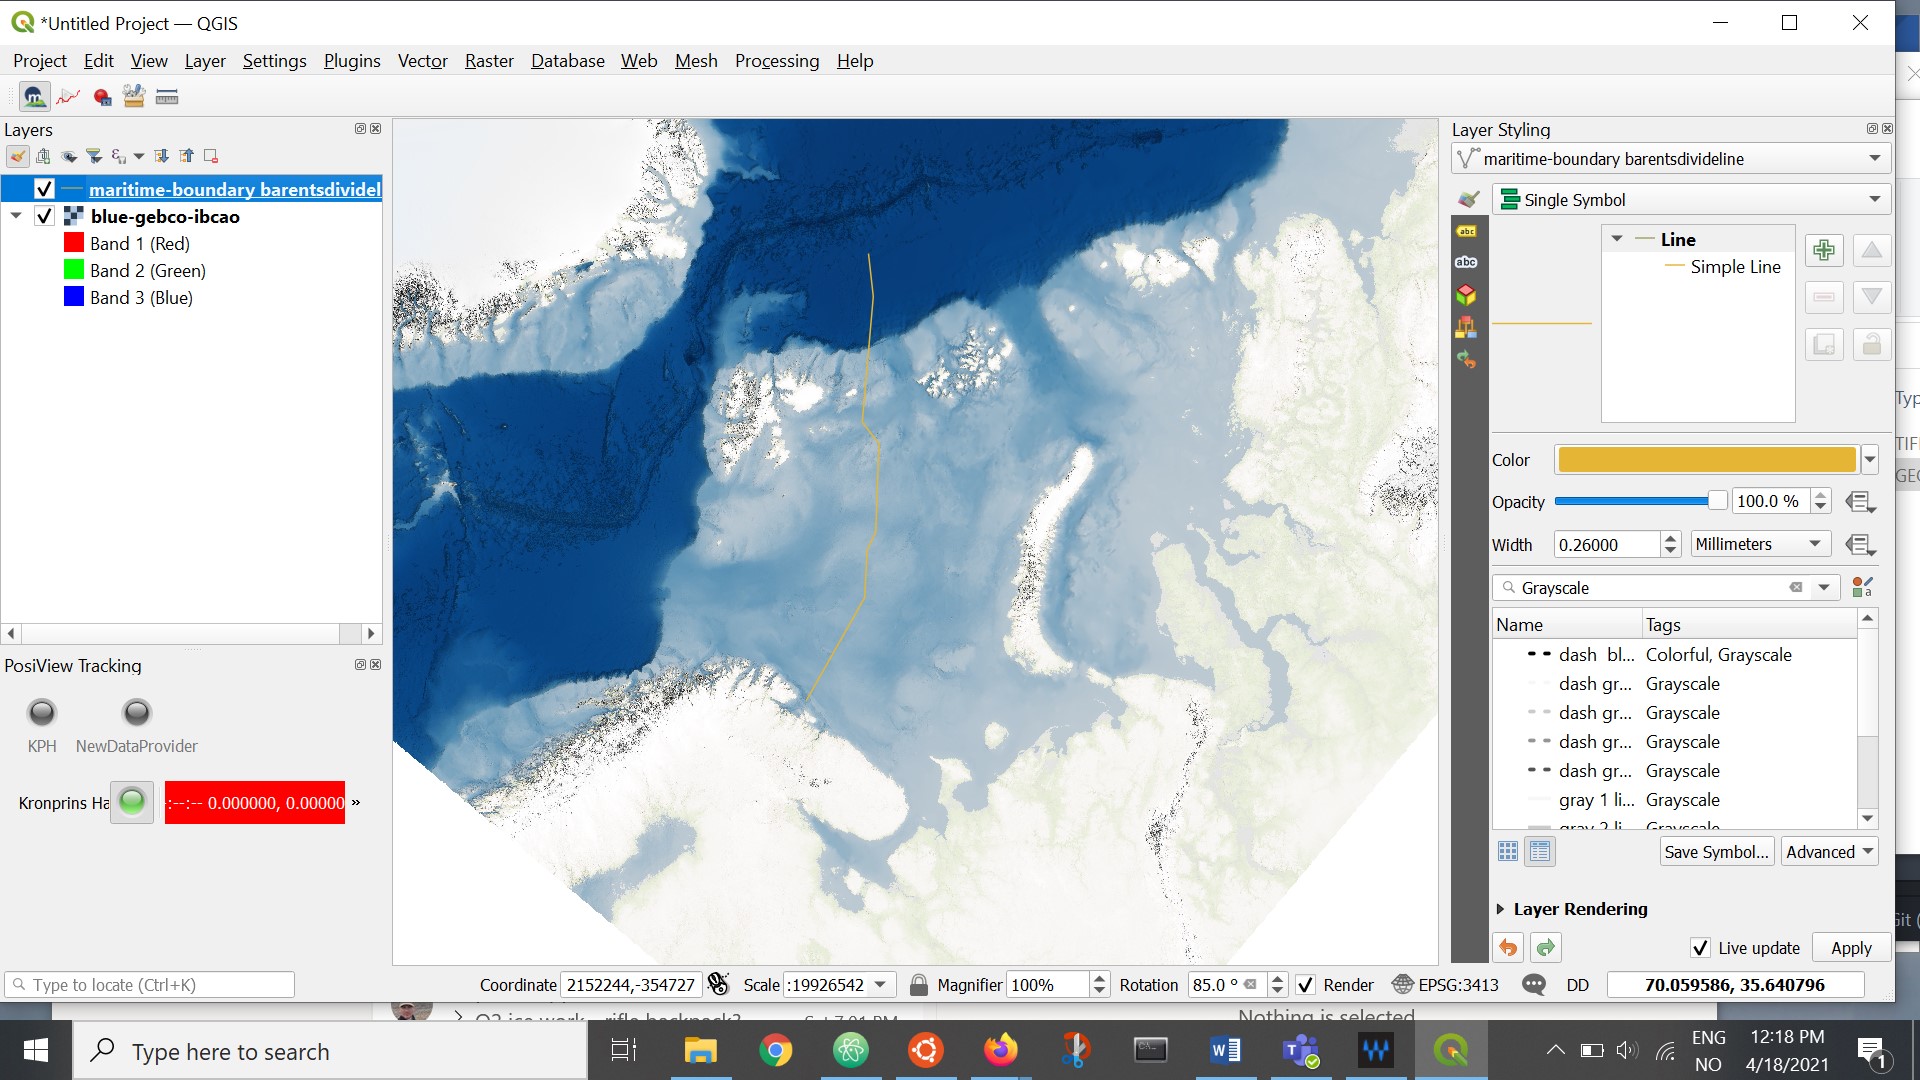 *Untitled Project — QGIS
Project Edit View Layer Settings Plugins Vector Raster Database Web Mesh Processing Help
Layers
maritime-boundary barentsdividel
blue-gebco-ibcao
Band 1 (Red)
Band 2 (Green)
Band 3 (Blue)
PosiView Tracking
KPH NewDataProvider
Kronprins Ha :--:-- 0.000000, 0.00000 »
Type to locate (Ctrl+K)
Layer Styling
maritime-boundary barentsdivideline
Single Symbol
abc
abc
Line
Simple Line
Color
Opacity 100.0 %
Width 0.26000 Millimeters
Grayscale
Name Tags
dash bl... Colorful, Grayscale
dash gr... Grayscale
dash gr... Grayscale
dash gr... Grayscale
dash gr... Grayscale
gray 1 li... Grayscale
gray 2 li... Grayscale
Save Symbol... Advanced
Layer Rendering
Live update Apply
Coordinate 2152244,-354727 Scale :19926542 Magnifier 100% Rotation 85.0 ° Render EPSG:3413 DD 70.059586, 35.640796
Typ
TIFI
GEO
Git (
Nothing is selected
Type here to search
ENG
NO
12:18 PM
4/18/2021
1